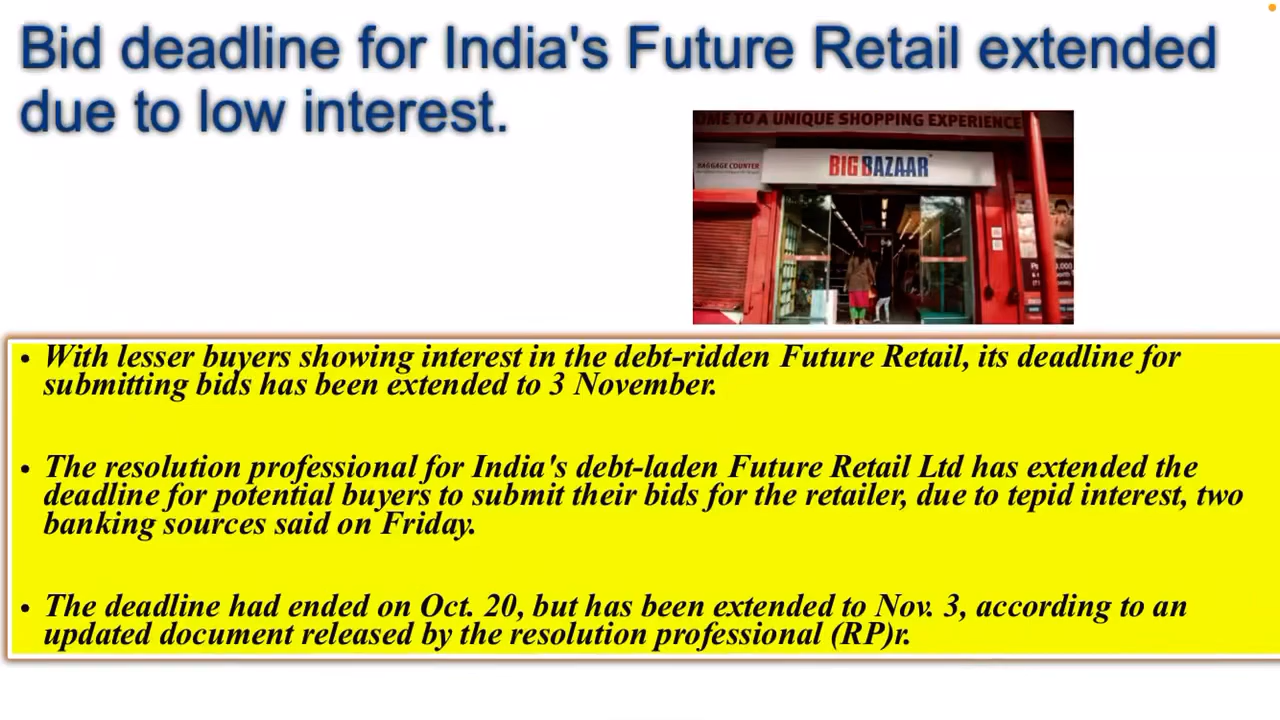 Bid deadline for India's Future Retail extended
due to low interest.
OME TO A UNIQUE SHOPPING EXPERIENCE
BAGGAGE COUNTER
BIG BAZAAR
• With lesser buyers showing interest in the debt-ridden Future Retail, its deadline for
submitting bids has been extended to 3 November.
• The resolution professional for India's debt-laden Future Retail Ltd has extended the
deadline for potential buyers to submit their bids for the retailer, due to tepid interest, two
banking sources said on Friday.
• The deadline had ended on Oct. 20, but has been extended to Nov. 3, according to an
updated document released by the resolution professional (RP)r.